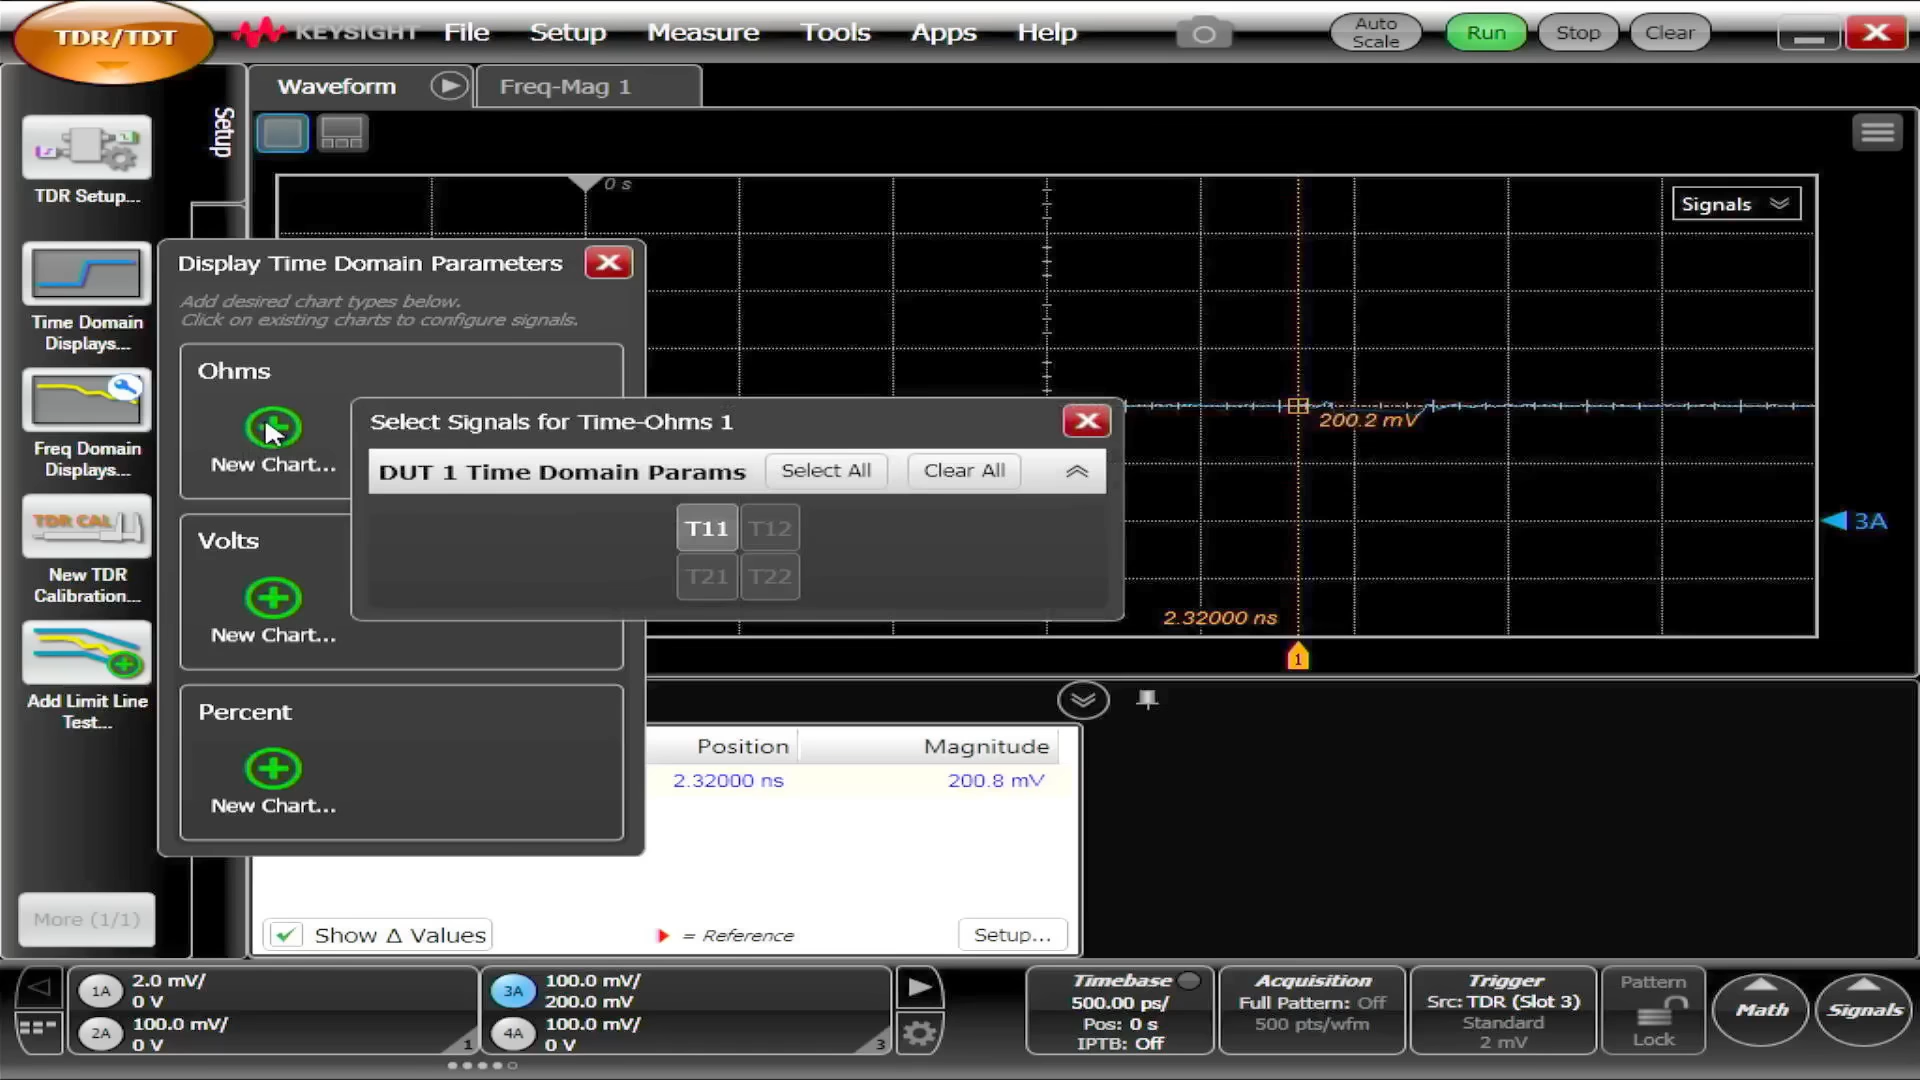 TDR/TDT
KEYSIGHT
File
Setup
Measure
Tools
Apps
Help
Auto
Scale
Run
Stop
Clear
Setup
Waveform
Freq-Mag 1
TDR Setup...
0 s
Signals
Time Domain
Displays...
Display Time Domain Parameters
Add desired chart types below.
Click on existing charts to configure signals.
Ohms
New Chart...
Freq Domain
Displays...
Select Signals for Time-Ohms 1
DUT 1 Time Domain Params
Select All
Clear All
T11
T12
T21
T22
200.2 mV
3A
2.32000 ns
1
Volts
New Chart...
TDR CAL
New TDR
Calibration...
Add Limit Line
Test...
Percent
New Chart...
Position
Magnitude
2.32000 ns
200.8 mV
More (1/1)
Show Δ Values
= Reference
Setup...
1A
2.0 mV/
0 V
2A
100.0 mV/
0 V
1
3A
100.0 mV/
200.0 mV
4A
100.0 mV/
0 V
3
Timebase
500.00 ps/
Pos: 0 s
IPTB: Off
Acquisition
Full Pattern: Off
500 pts/wfm
Trigger
Src: TDR (Slot 3)
Standard
2 mV
Pattern
Lock
Math
Signals